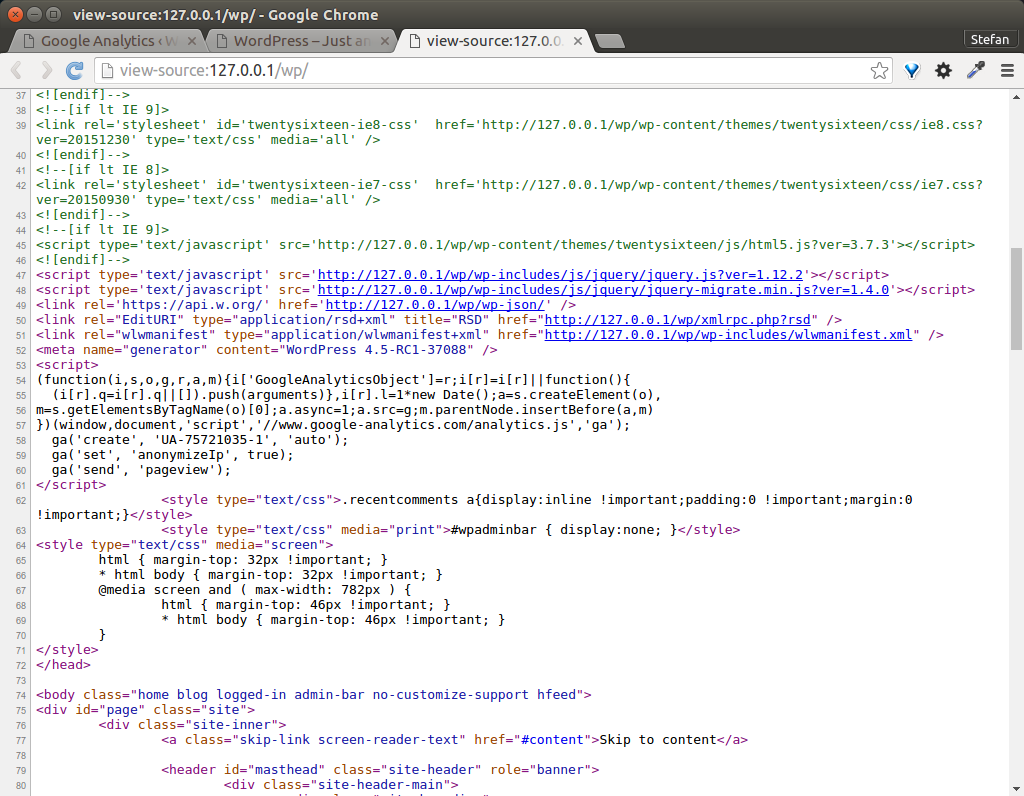 view-source:127.0.0.1/wp/ - Google Chrome
Google Analytics ‹ W
WordPress – Just an
view-source:127.0.0.
Stefan
view-source:127.0.0.1/wp/
37 <![endif]-->
38 <!--[if lt IE 9]>
39 <link rel='stylesheet' id='twentysixteen-ie8-css'  href='http://127.0.0.1/wp/wp-content/themes/twentysixteen/css/ie8.css?
ver=20151230' type='text/css' media='all' />
40 <![endif]-->
41 <!--[if lt IE 8]>
42 <link rel='stylesheet' id='twentysixteen-ie7-css'  href='http://127.0.0.1/wp/wp-content/themes/twentysixteen/css/ie7.css?
ver=20150930' type='text/css' media='all' />
43 <![endif]-->
44 <!--[if lt IE 9]>
45 <script type='text/javascript' src='http://127.0.0.1/wp/wp-content/themes/twentysixteen/js/html5.js?ver=3.7.3'></script>
46 <![endif]-->
47 <script type='text/javascript' src='http://127.0.0.1/wp/wp-includes/js/jquery/jquery.js?ver=1.12.2'></script>
48 <script type='text/javascript' src='http://127.0.0.1/wp/wp-includes/js/jquery/jquery-migrate.min.js?ver=1.4.0'></script>
49 <link rel='https://api.w.org/' href='http://127.0.0.1/wp/wp-json/' />
50 <link rel="EditURI" type="application/rsd+xml" title="RSD" href="http://127.0.0.1/wp/xmlrpc.php?rsd" />
51 <link rel="wlwmanifest" type="application/wlwmanifest+xml" href="http://127.0.0.1/wp/wp-includes/wlwmanifest.xml" />
52 <meta name="generator" content="WordPress 4.5-RC1-37088" />
53 <script>
54 (function(i,s,o,g,r,a,m){i['GoogleAnalyticsObject']=r;i[r]=i[r]||function(){
55   (i[r].q=i[r].q||[]).push(arguments)},i[r].l=1*new Date();a=s.createElement(o),
56 m=s.getElementsByTagName(o)[0];a.async=1;a.src=g;m.parentNode.insertBefore(a,m)
57 })(window,document,'script','//www.google-analytics.com/analytics.js','ga');
58   ga('create', 'UA-75721035-1', 'auto');
59   ga('set', 'anonymizeIp', true);
60   ga('send', 'pageview');
61 </script>
62                 <style type="text/css">.recentcomments a{display:inline !important;padding:0 !important;margin:0
!important;}</style>
63                 <style type="text/css" media="print">#wpadminbar { display:none; }</style>
64 <style type="text/css" media="screen">
65         html { margin-top: 32px !important; }
66         * html body { margin-top: 32px !important; }
67         @media screen and ( max-width: 782px ) {
68                 html { margin-top: 46px !important; }
69                 * html body { margin-top: 46px !important; }
70         }
71 </style>
72 </head>
73
74 <body class="home blog logged-in admin-bar no-customize-support hfeed">
75 <div id="page" class="site">
76         <div class="site-inner">
77                 <a class="skip-link screen-reader-text" href="#content">Skip to content</a>
78
79                 <header id="masthead" class="site-header" role="banner">
80                         <div class="site-header-main">